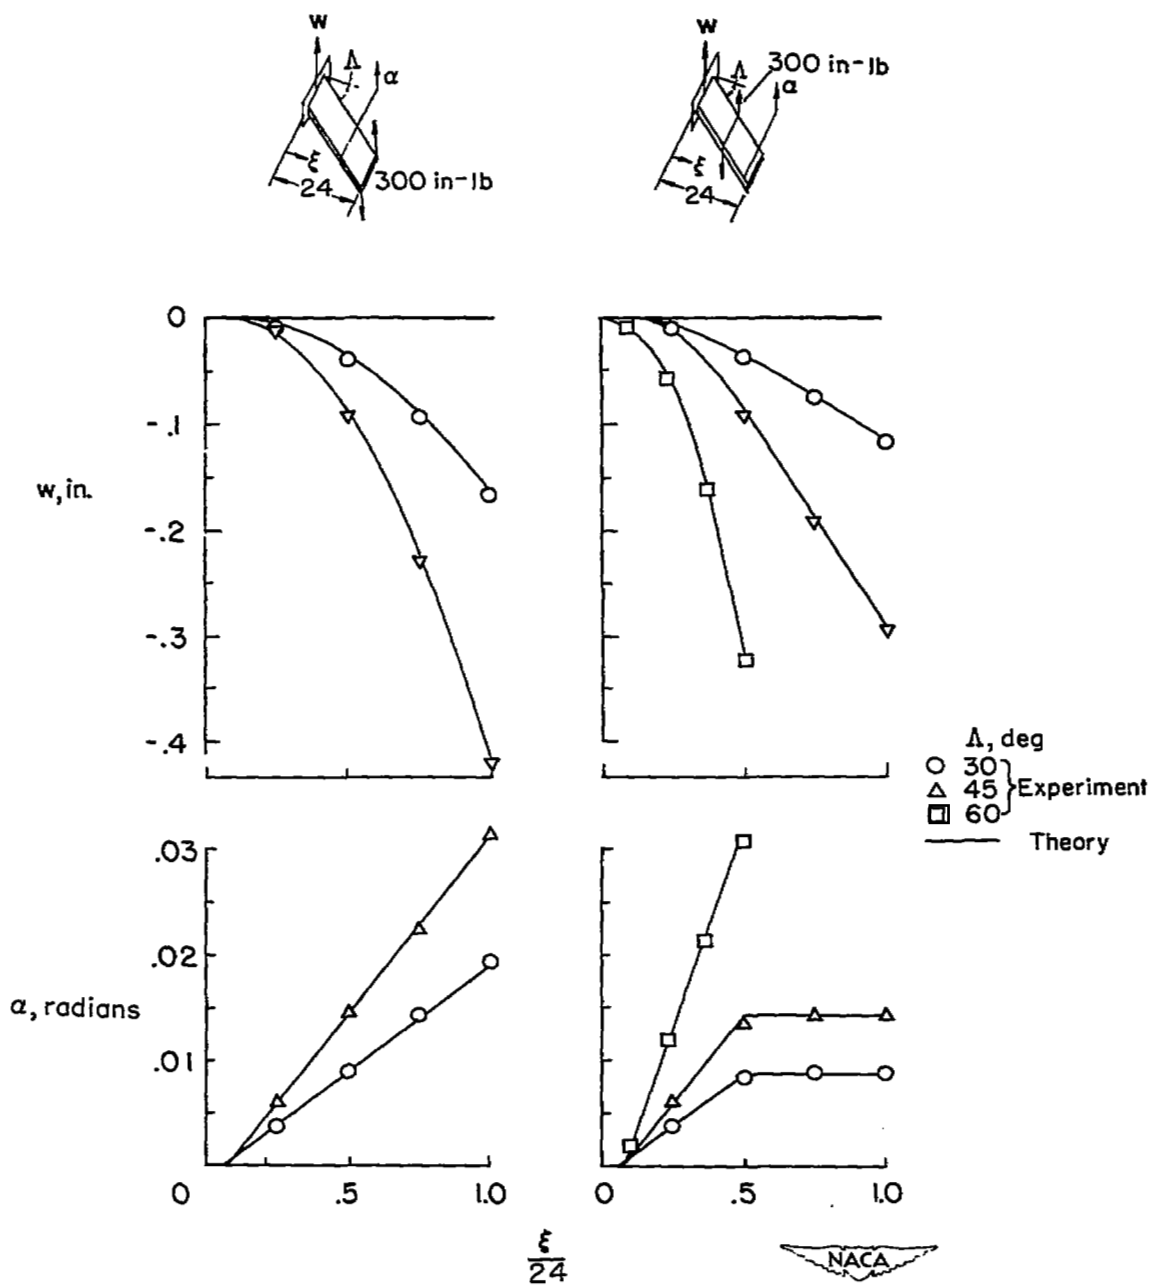 W
Λ
α
ξ
24
300 in-lb
W
Λ
300 in-lb
α
ξ
24
0
-.1
w, in.
-.2
-.3
-.4
Λ, deg
30
45
60
Experiment
Theory
.03
.02
α, radians
.01
0 .5 1.0
0 .5 1.0
ξ
24
NACA